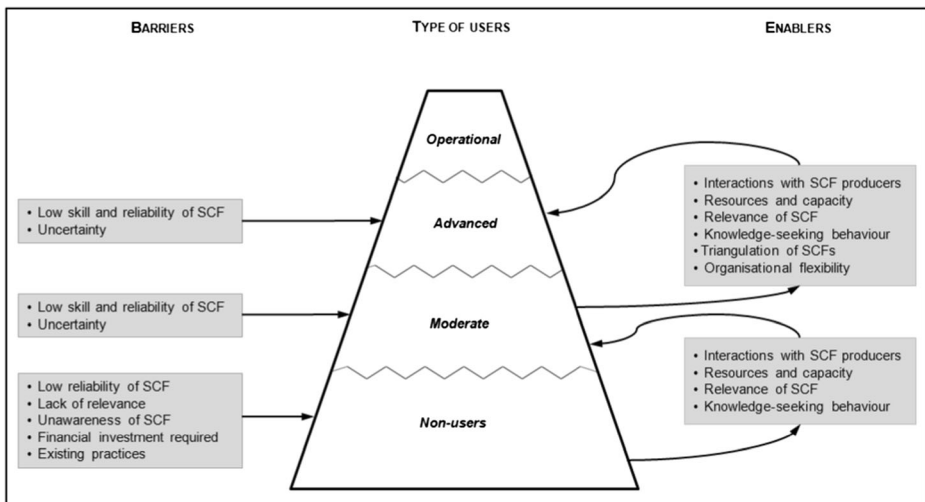 BARRIERS
TYPE OF USERS
ENABLERS
Operational
• Low skill and reliability of SCF
• Uncertainty
Advanced
• Interactions with SCF producers
• Resources and capacity
• Relevance of SCF
• Knowledge-seeking behaviour
• Triangulation of SCFs
• Organisational flexibility
• Low skill and reliability of SCF
• Uncertainty
Moderate
• Interactions with SCF producers
• Resources and capacity
• Relevance of SCF
• Knowledge-seeking behaviour
• Low reliability of SCF
• Lack of relevance
• Unawareness of SCF
• Financial investment required
• Existing practices
Non-users